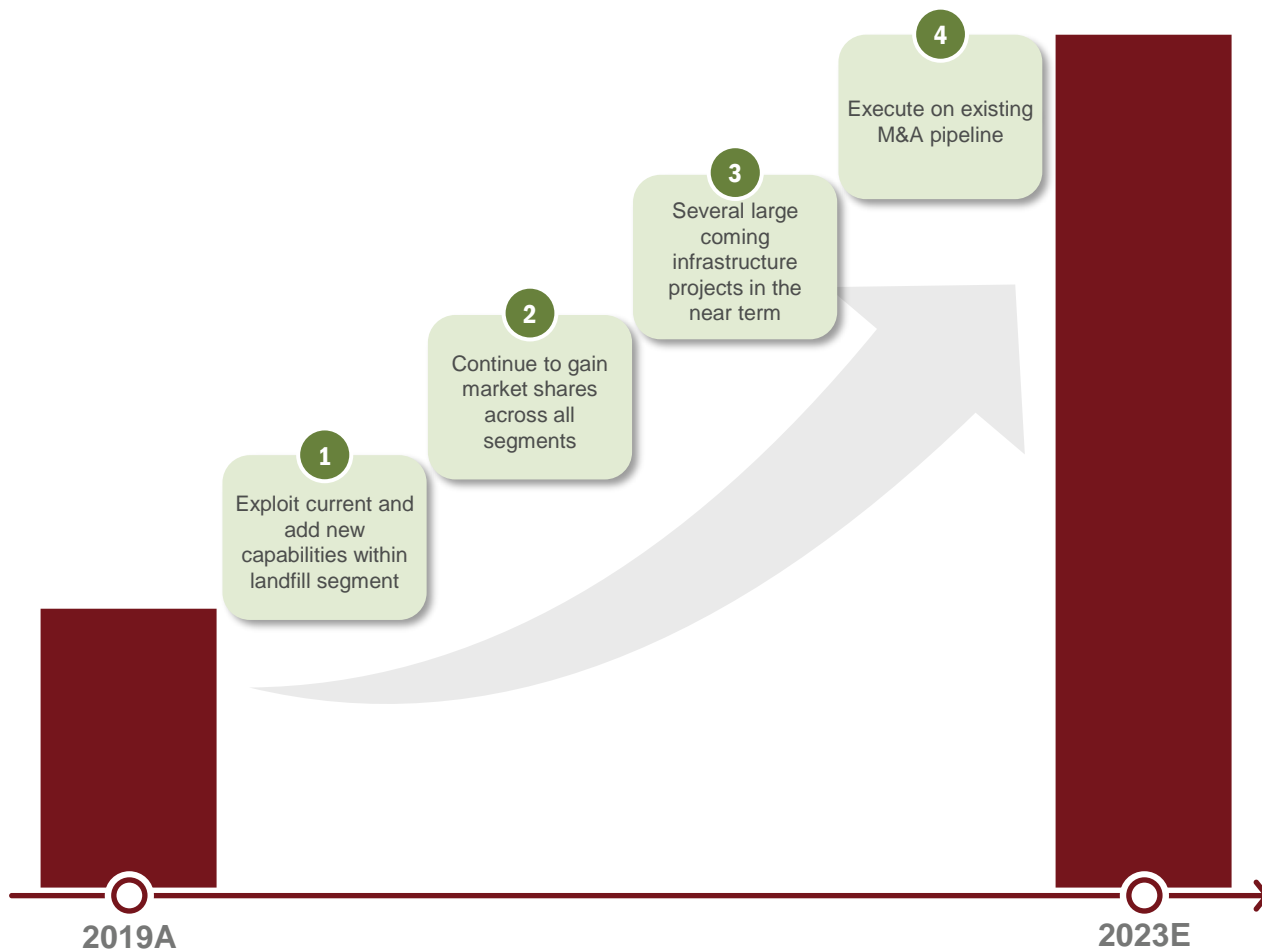 4
Execute on existing
M&A pipeline
3
Several large
coming
infrastructure
projects in the
near term
2
Continue to gain
market shares
across all
segments
1
Exploit current and
add new
capabilities within
landfill segment
2019A
2023E